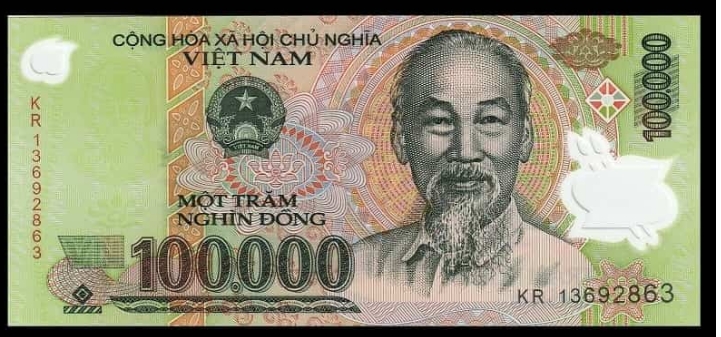 CỘNG HÒA XÃ HỘI CHỦ NGHĨA
VIỆT NAM
KR 13692863
VIỆT NAM
MỘT TRĂM
NGHÌN ĐỒNG
100.000
100000
KR 13692863